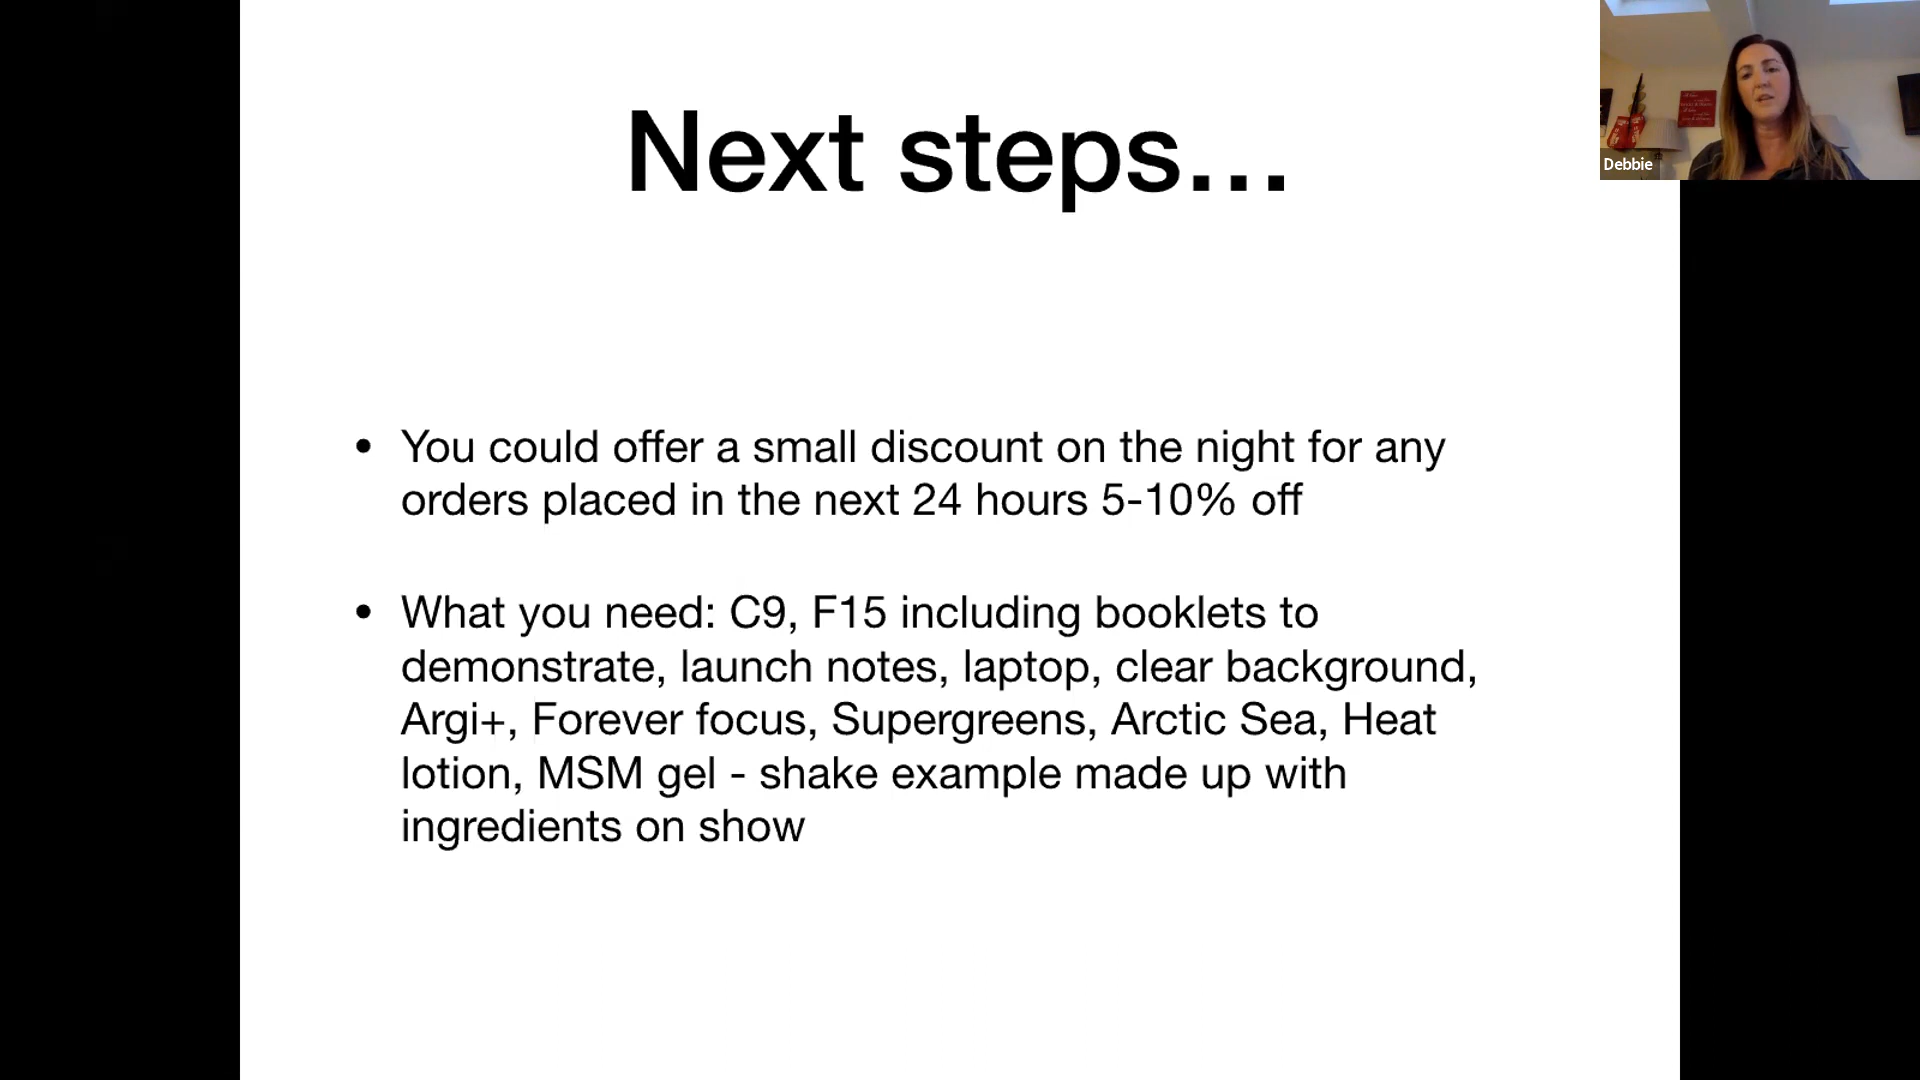 Next steps...
Debbie
• You could offer a small discount on the night for any
orders placed in the next 24 hours 5-10% off
• What you need: C9, F15 including booklets to
demonstrate, launch notes, laptop, clear background,
Argi+, Forever focus, Supergreens, Arctic Sea, Heat
lotion, MSM gel - shake example made up with
ingredients on show